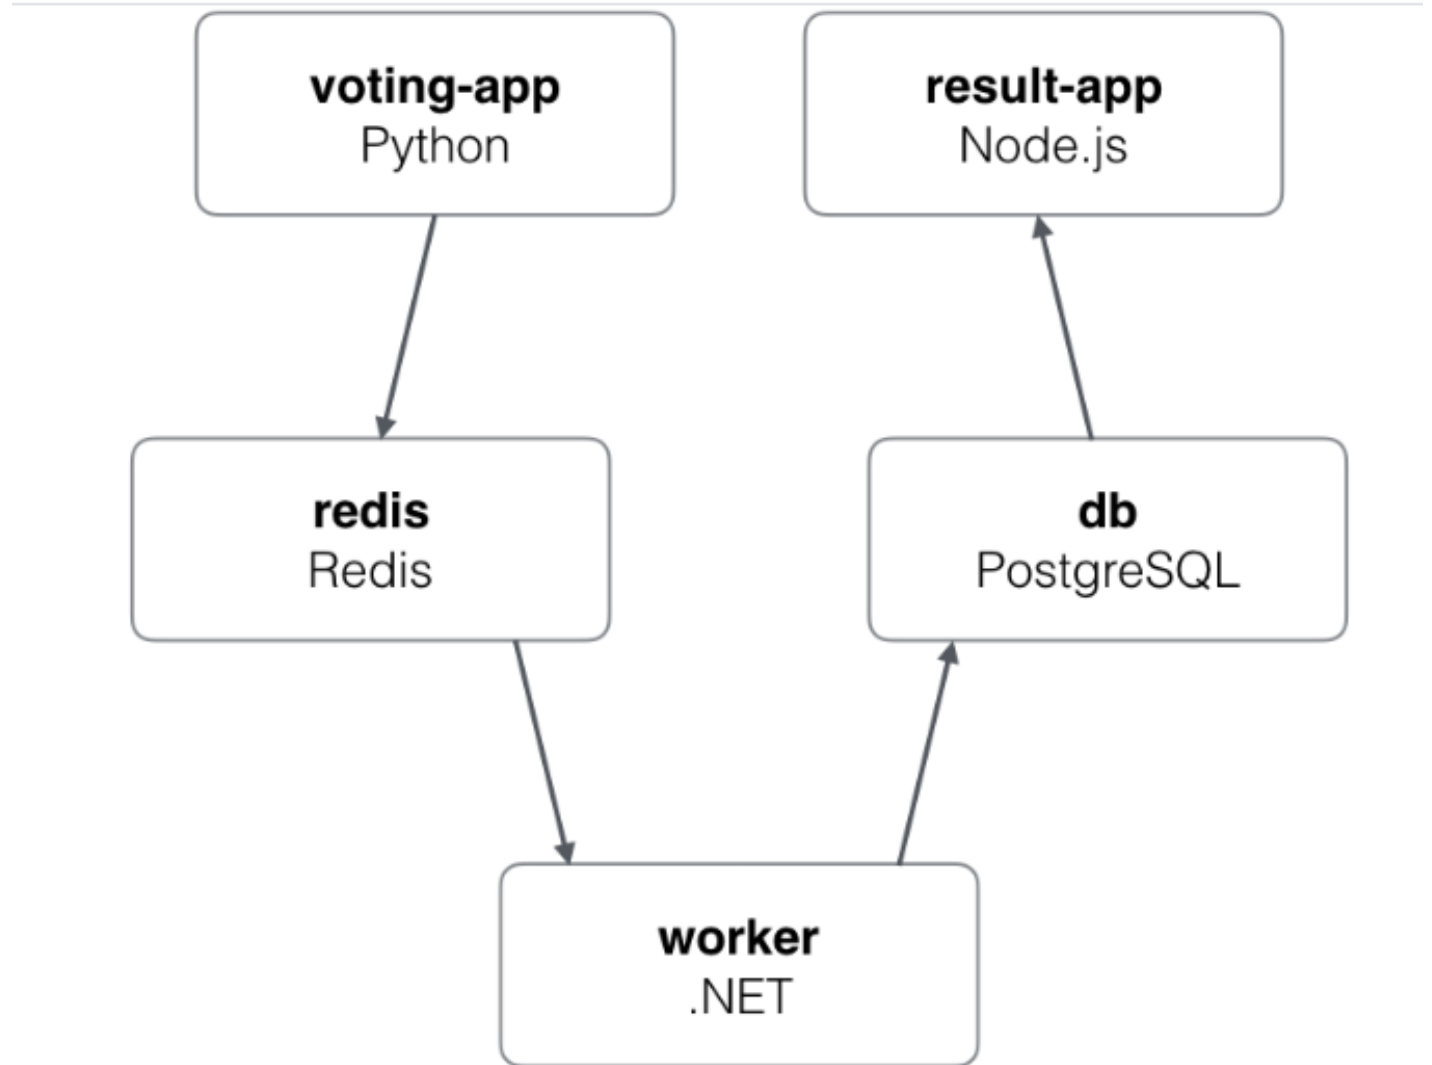 voting-app
Python
result-app
Node.js
redis
Redis
db
PostgreSQL
worker
.NET